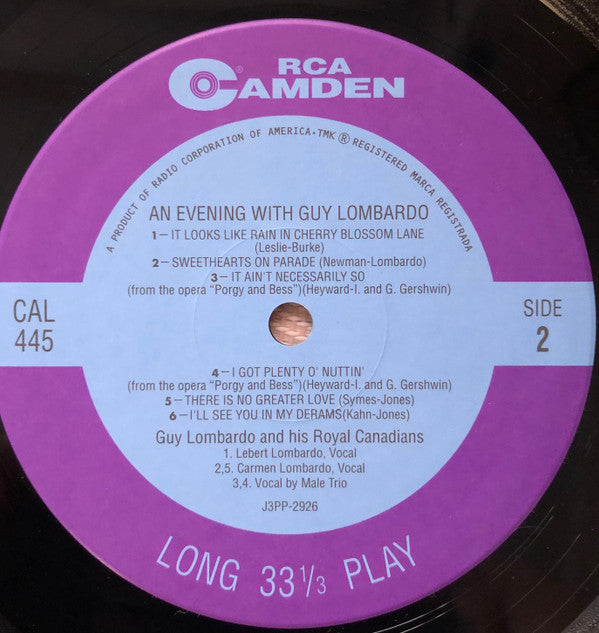 RCA
CAMDEN
A PRODUCT OF RADIO CORPORATION OF AMERICA • TMK ® REGISTERED MARCA REGISTRADA
AN EVENING WITH GUY LOMBARDO
1 – IT LOOKS LIKE RAIN IN CHERRY BLOSSOM LANE
(Leslie-Burke)
2 – SWEETHEARTS ON PARADE (Newman-Lombardo)
3 – IT AIN'T NECESSARILY SO
(from the opera "Porgy and Bess")(Heyward-I. and G. Gershwin)
CAL
445
SIDE
2
4 – I GOT PLENTY O' NUTTIN'
(from the opera "Porgy and Bess")(Heyward-I. and G. Gershwin)
5 – THERE IS NO GREATER LOVE (Symes-Jones)
6 – I'LL SEE YOU IN MY DERAMS(Kahn-Jones)
Guy Lombardo and his Royal Canadians
1. Lebert Lombardo, Vocal
2,5. Carmen Lombardo, Vocal
3,4. Vocal by Male Trio
J3PP-2926
LONG 33 1/3 PLAY